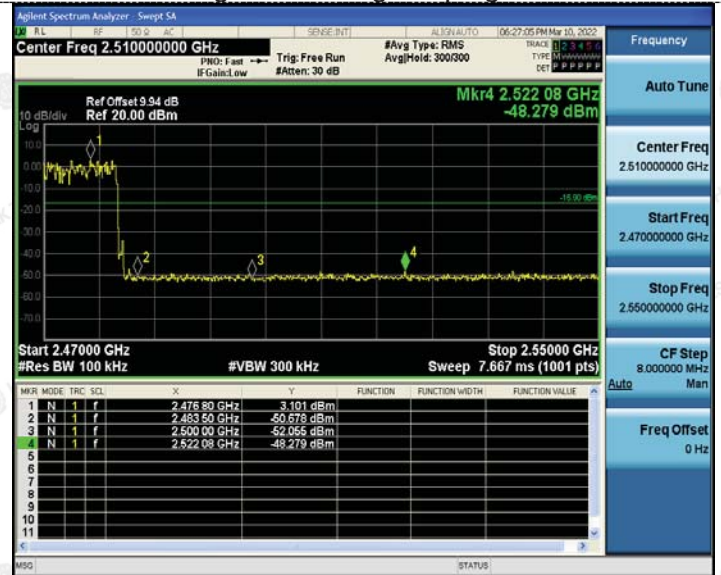 Agilent Spectrum Analyzer - Swept SA
RL RF 50 Ω AC SENSE:INT ALIGN AUTO 06:27:05 PM Mar 10, 2022
Center Freq 2.510000000 GHz
PNO: Fast
IFGain:Low
Trig: Free Run
#Atten: 30 dB
#Avg Type: RMS
Avg|Hold: 300/300
TRACE 1 2 3 4 5 6
TYPE
DET P P P P P P
Ref Offset 9.94 dB
Ref 20.00 dBm
10 dB/div
Log
Mkr4 2.522 08 GHz
-48.279 dBm
10.0
0.00
-10.0
-20.0
-30.0
-40.0
-50.0
-60.0
-70.0
1
2
3
4
-16.90 dBm
Start 2.47000 GHz
Stop 2.55000 GHz
#Res BW 100 kHz
#VBW 300 kHz
Sweep 7.667 ms (1001 pts)
MKR MODE TRC SCL X Y FUNCTION FUNCTION WIDTH FUNCTION VALUE
1 N 1 f 2.476 80 GHz 3.101 dBm
2 N 1 f 2.483 50 GHz -50.678 dBm
3 N 1 f 2.500 00 GHz -52.055 dBm
4 N 1 f 2.522 08 GHz -48.279 dBm
5
6
7
8
9
10
11
MSG
STATUS
Frequency
Auto Tune
Center Freq
2.510000000 GHz
Start Freq
2.470000000 GHz
Stop Freq
2.550000000 GHz
CF Step
8.000000 MHz
Auto Man
Freq Offset
0 Hz